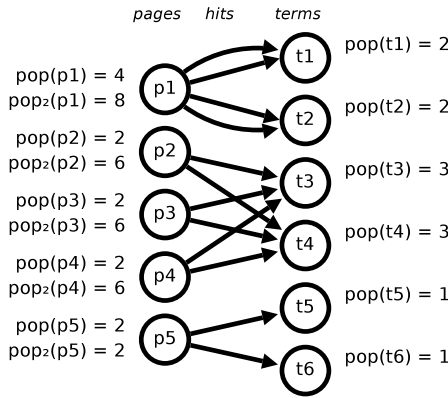 pages hits terms
pop(t1) = 2
t1
pop(p1) = 4
pop₂(p1) = 8
p1
pop(t2) = 2
t2
pop(p2) = 2
pop₂(p2) = 6
p2
pop(t3) = 3
t3
pop(p3) = 2
pop₂(p3) = 6
p3
pop(t4) = 3
t4
pop(p4) = 2
pop₂(p4) = 6
p4
pop(t5) = 1
t5
pop(p5) = 2
pop₂(p5) = 2
p5
pop(t6) = 1
t6